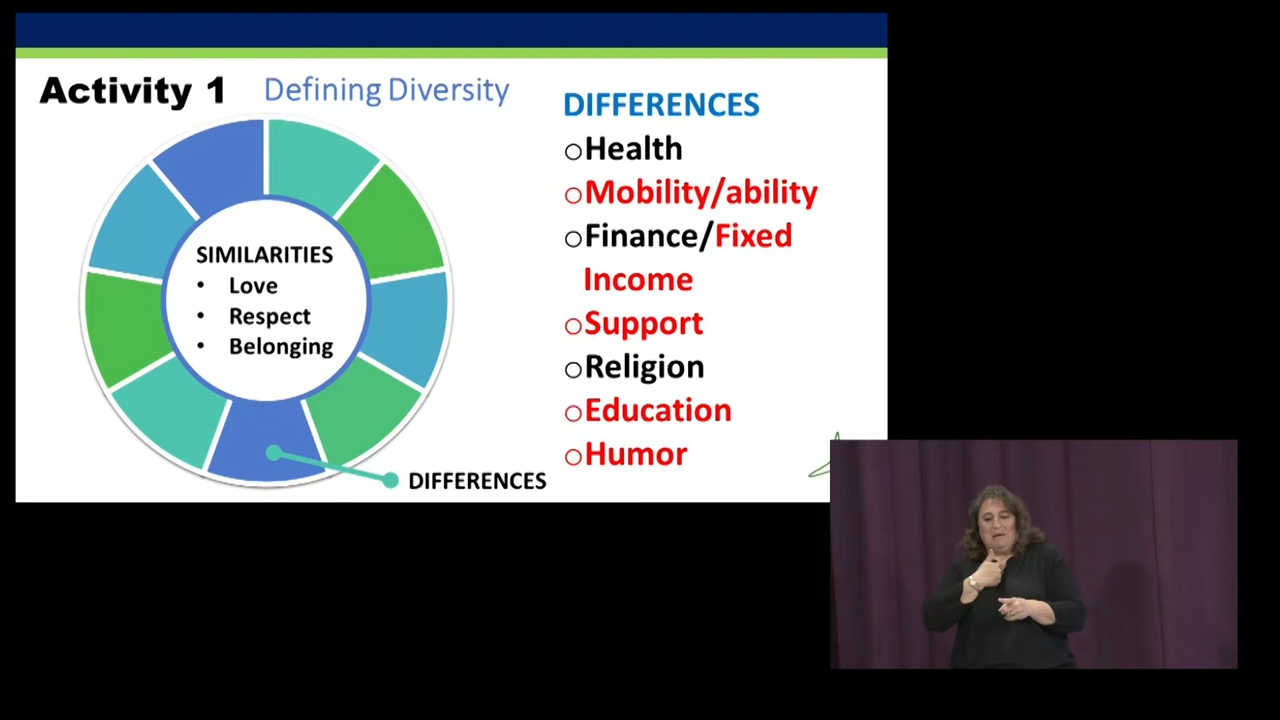 Activity 1 Defining Diversity
SIMILARITIES
• Love
• Respect
• Belonging
DIFFERENCES
DIFFERENCES
○Health
○Mobility/ability
○Finance/Fixed
Income
○Support
○Religion
○Education
○Humor